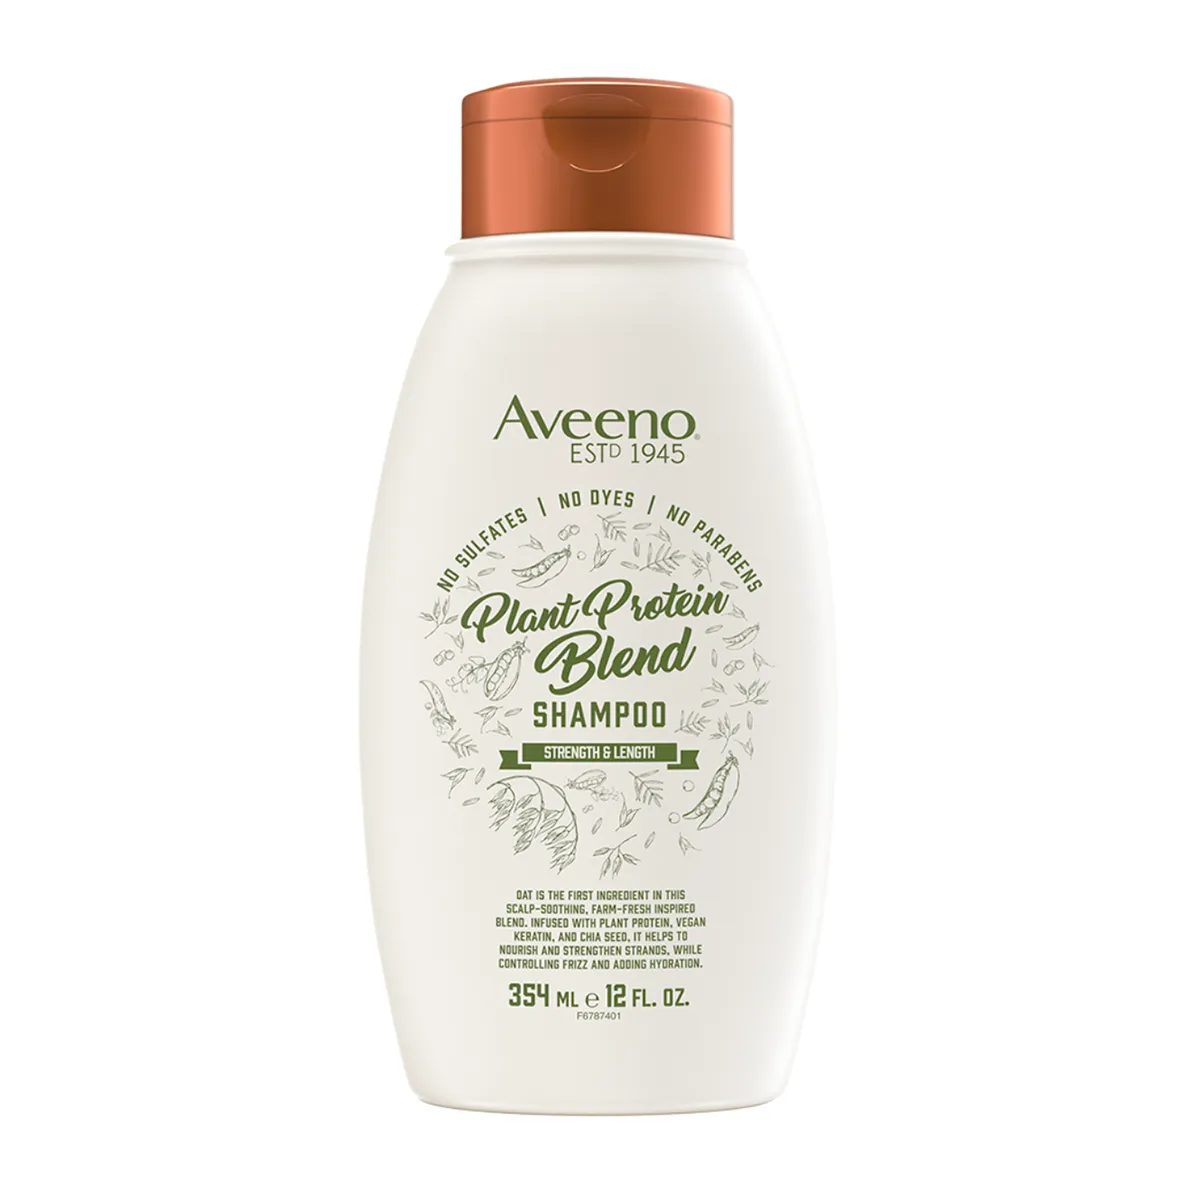 Aveeno®
ESTD 1945
NO SULFATES | NO DYES | NO PARABENS
Plant Protein
Blend
SHAMPOO
STRENGTH & LENGTH
OAT IS THE FIRST INGREDIENT IN THIS
SCALP-SOOTHING, FARM-FRESH INSPIRED
BLEND. INFUSED WITH PLANT PROTEIN, VEGAN
KERATIN, AND CHIA SEED, IT HELPS TO
NOURISH AND STRENGTHEN STRANDS, WHILE
CONTROLLING FRIZZ AND ADDING HYDRATION.
354 ML e 12 FL. OZ.
F6787401